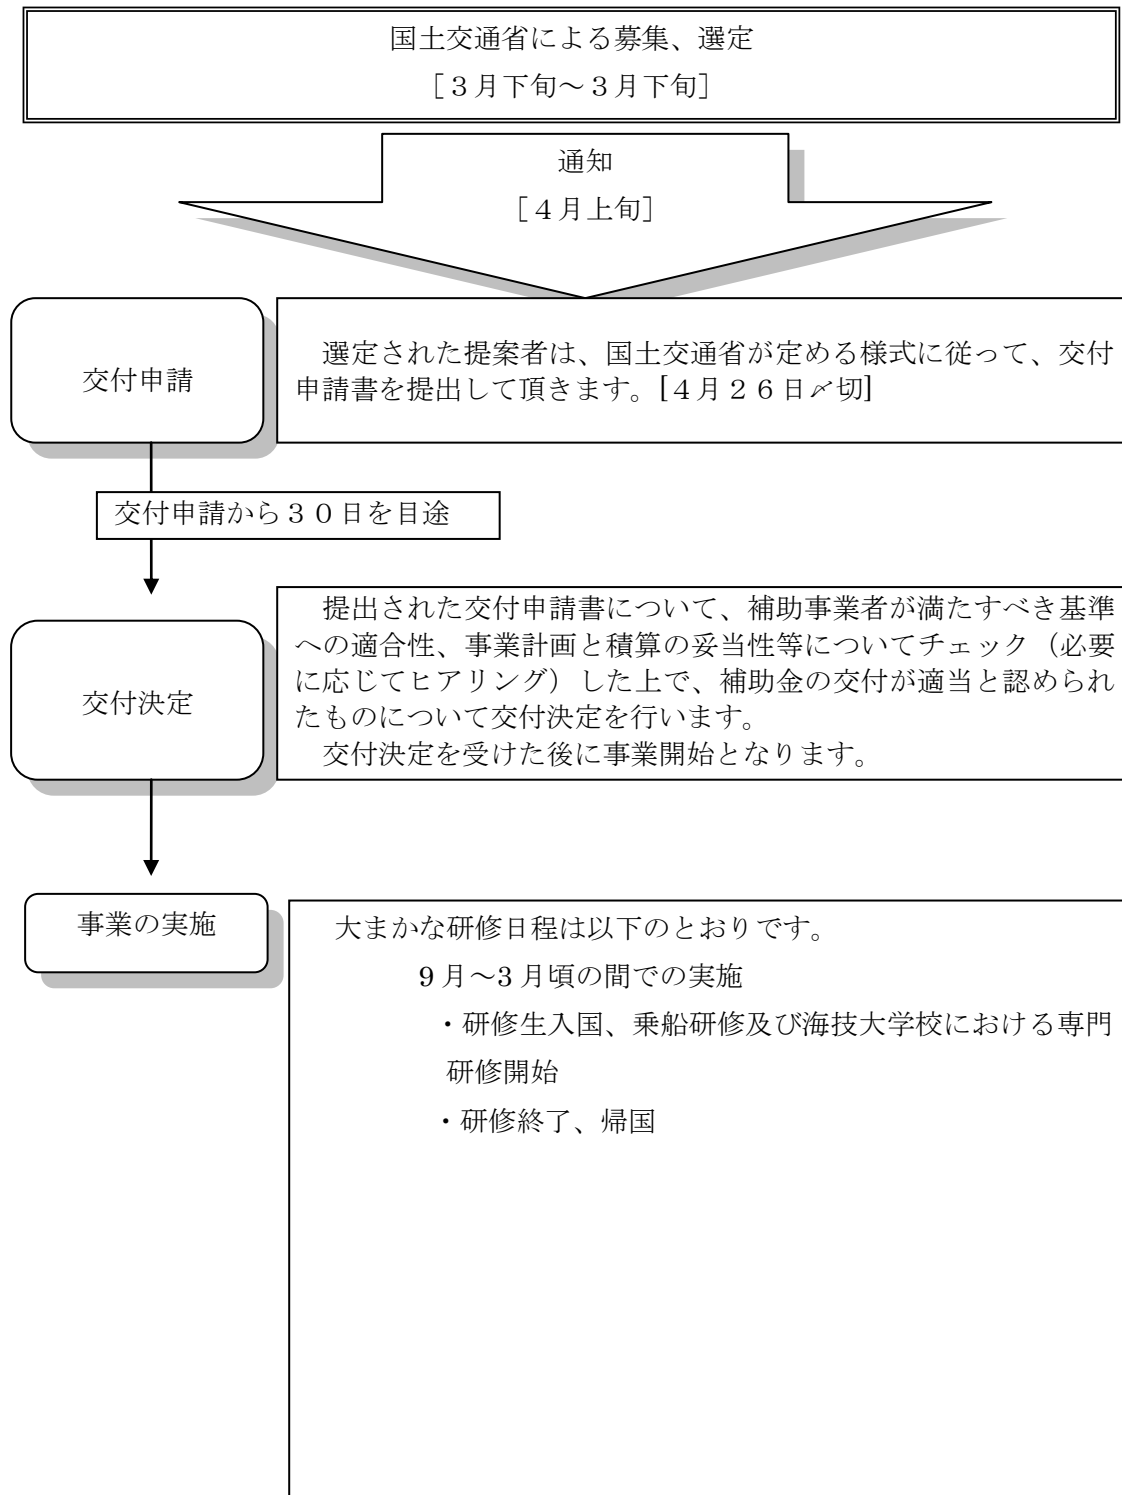 国土交通省による募集、選定
［３月下旬～３月下旬］
通知
［４月上旬］
交付申請
選定された提案者は、国土交通省が定める様式に従って、交付
申請書を提出して頂きます。[４月２６日〆切]
交付申請から３０日を目途
交付決定
提出された交付申請書について、補助事業者が満たすべき基準
への適合性、事業計画と積算の妥当性等についてチェック（必要
に応じてヒアリング）した上で、補助金の交付が適当と認められ
たものについて交付決定を行います。
交付決定を受けた後に事業開始となります。
事業の実施
大まかな研修日程は以下のとおりです。
9月～3月頃の間での実施
・研修生入国、乗船研修及び海技大学校における専門
研修開始
・研修終了、帰国